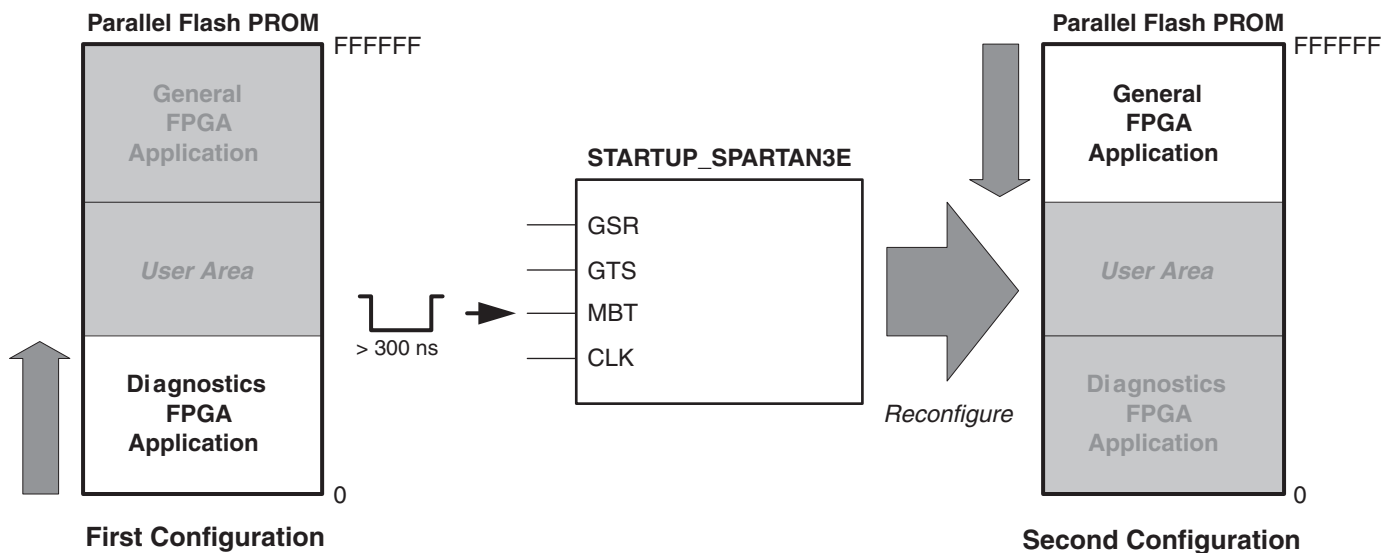 Parallel Flash PROM
FFFFFF
General
FPGA
Application
User Area
Diagnostics
FPGA
Application
0
First Configuration
> 300 ns
STARTUP_SPARTAN3E
GSR
GTS
MBT
CLK
Reconfigure
Parallel Flash PROM
FFFFFF
General
FPGA
Application
User Area
Diagnostics
FPGA
Application
0
Second Configuration